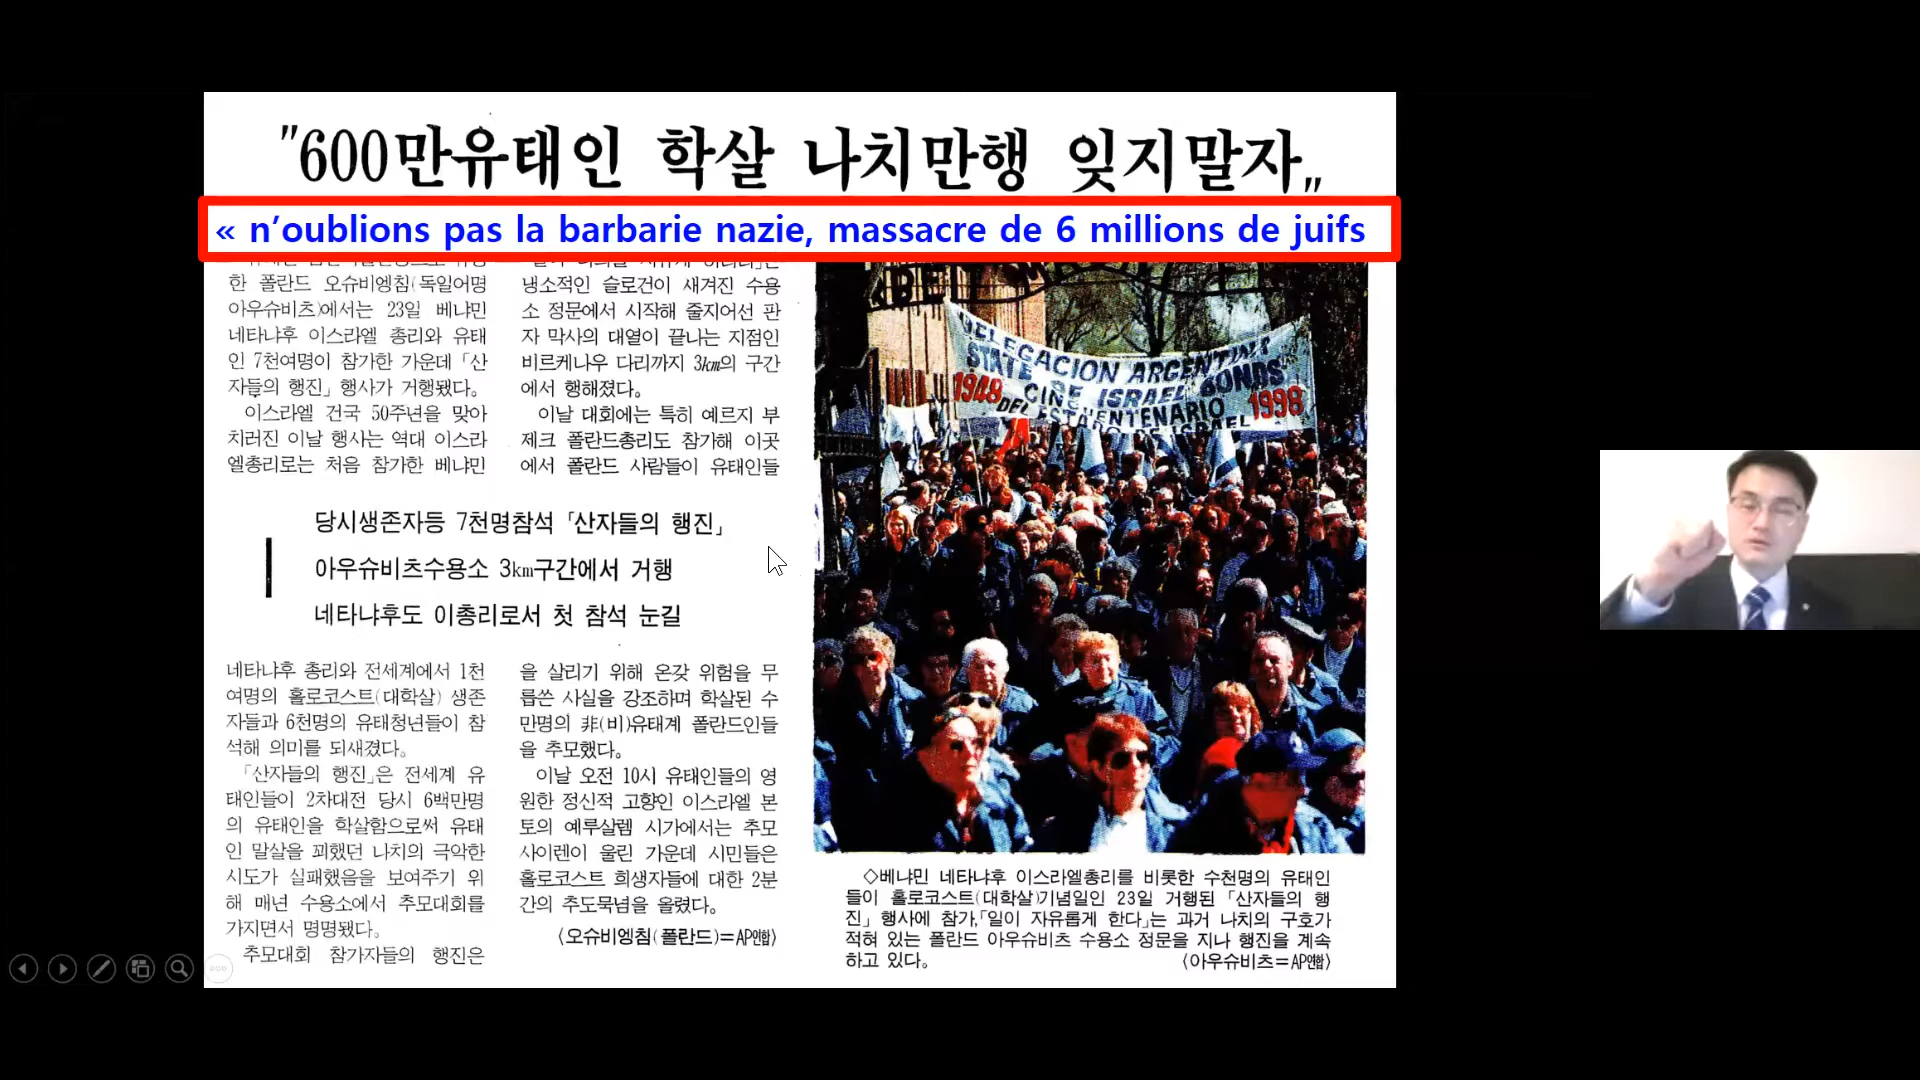 "600만유태인 학살 나치만행 잊지말자„
« n’oublions pas la barbarie nazie, massacre de 6 millions de juifs
한 폴란드 오슈비엥침(독일어명
아우슈비츠)에서는 23일 베냐민
네타냐후 이스라엘 총리와 유태
인 7천여명이 참가한 가운데 「산
자들의 행진」 행사가 거행됐다.
이스라엘 건국 50주년을 맞아
치러진 이날 행사는 역대 이스라
엘총리로는 처음 참가한 베냐민
냉소적인 슬로건이 새겨진 수용
소 정문에서 시작해 줄지어선 판
자 막사의 대열이 끝나는 지점인
비르케나우 다리까지 3km의 구간
에서 행해졌다.
이날 대회에는 특히 예르지 부
제크 폴란드총리도 참가해 이곳
에서 폴란드 사람들이 유태인들
당시생존자등 7천명참석 「산자들의 행진」
아우슈비츠수용소 3km구간에서 거행
네타냐후도 이총리로서 첫 참석 눈길
네타냐후 총리와 전세계에서 1천
여명의 홀로코스트(대학살) 생존
자들과 6천명의 유태청년들이 참
석해 의미를 되새겼다.
「산자들의 행진」은 전세계 유
태인들이 2차대전 당시 6백만명
의 유태인을 학살함으로써 유태
인 말살을 꾀했던 나치의 극악한
시도가 실패했음을 보여주기 위
해 매년 수용소에서 추모대회를
가지면서 명명됐다.
추모대회 참가자들의 행진은
을 살리기 위해 온갖 위험을 무
릅쓴 사실을 강조하며 학살된 수
만명의 非(비)유태계 폴란드인들
을 추모했다.
이날 오전 10시 유태인들의 영
원한 정신적 고향인 이스라엘 본
토의 예루살렘 시가에서는 추모
사이렌이 울린 가운데 시민들은
홀로코스트 희생자들에 대한 2분
간의 추도묵념을 올렸다.
〈오슈비엥침(폴란드)=AP연합〉
DELEGACION ARGENTINA
STATE ISRAEL BONDS
1948 1998
DEL ESTADO DE ISRAEL
◇베냐민 네타냐후 이스라엘총리를 비롯한 수천명의 유태인
들이 홀로코스트(대학살)기념일인 23일 거행된 「산자들의 행
진」 행사에 참가,「일이 자유롭게 한다」는 과거 나치의 구호가
적혀 있는 폴란드 아우슈비츠 수용소 정문을 지나 행진을 계속
하고 있다.
〈아우슈비츠=AP연합〉